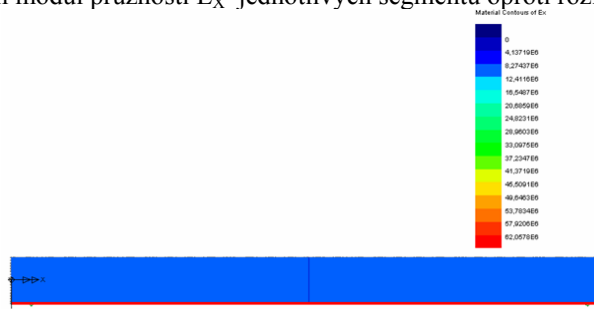 modul pružnosti Ex jednotlivých segmentů oproti
Material Contours of Ex
0
4,13719E6
8,27437E6
12,4116E6
16,5487E6
20,6859E6
24,8231E6
28,9603E6
33,0975E6
37,2347E6
41,3719E6
45,5091E6
49,6463E6
53,7834E6
57,9206E6
62,0578E6
X